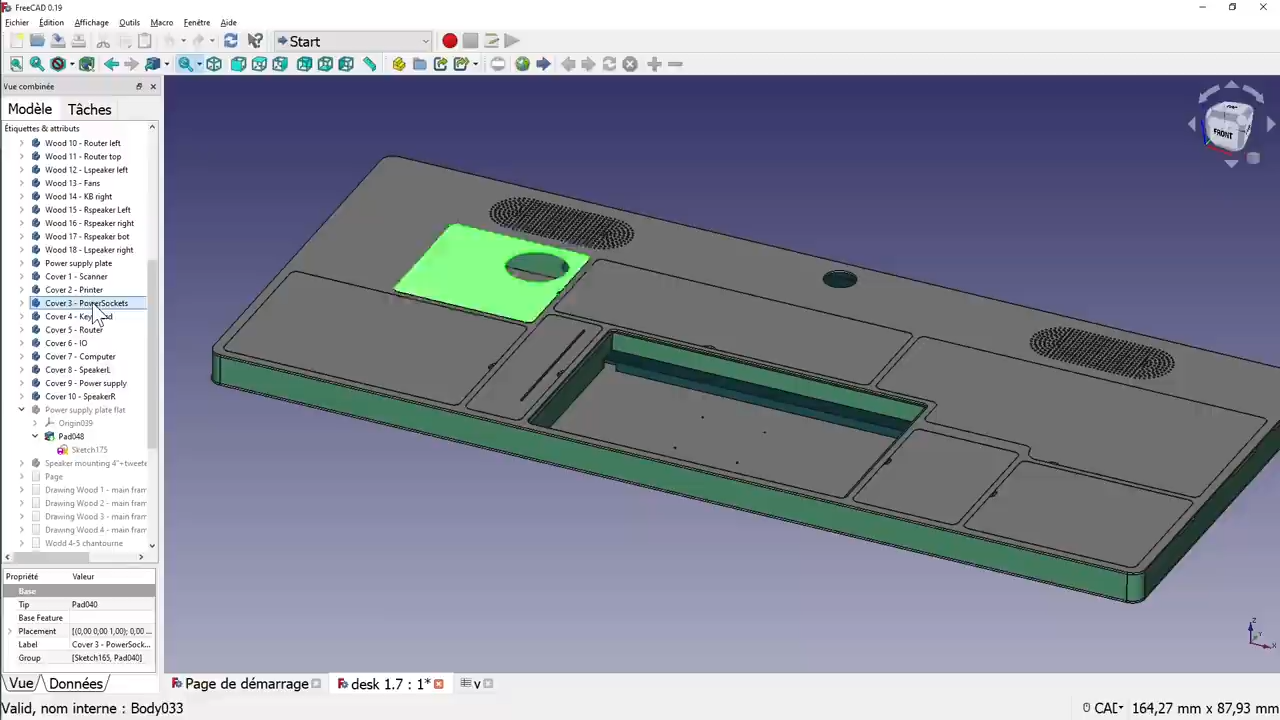 FreeCAD 0.19
Fichier Édition Affichage Outils Macro Fenêtre Aide
Start
Vue combinée
Modèle Tâches
Étiquettes & attributs
Wood 10 - Router left
Wood 11 - Router top
Wood 12 - Lspeaker left
Wood 13 - Fans
Wood 14 - KB right
Wood 15 - Rspeaker Left
Wood 16 - Rspeaker right
Wood 17 - Rspeaker bot
Wood 18 - Lspeaker right
Power supply plate
Cover 1 - Scanner
Cover 2 - Printer
Cover 3 - PowerSockets
Cover 4 -
Cover 5 - Router
Cover 6 - IO
Cover 7 - Computer
Cover 8 - SpeakerL
Cover 9 - Power supply
Cover 10 - SpeakerR
Power supply plate flat
Origin039
Pad048
Sketch175
Speaker mounting 4"+tweete
Page
Drawing Wood 1 - main fram
Drawing Wood 2 - main fram
Drawing Wood 3 - main fram
Drawing Wood 4 - main fram
Wodd 4-5 chantourne
Propriété Valeur
Base
Tip Pad040
Base Feature
Placement [(0,00 0,00 1,00); 0,00 ...
Label Cover 3 - PowerSock...
Group [Sketch165, Pad040]
Vue Données
Page de démarrage desk 1.7 : 1* v
Valid, nom interne : Body033
CAD 164,27 mm x 87,93 mm
TOP
FRONT
Z
Y
X